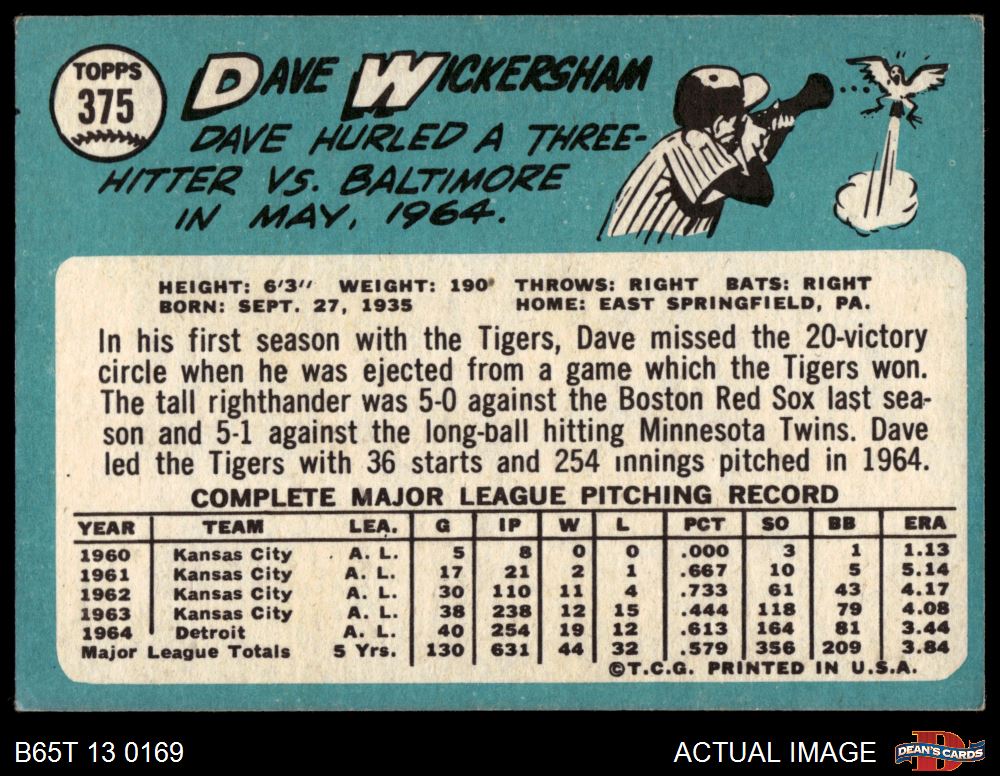 TOPPS
375
DAVE WICKERSHAM
DAVE HURLED A THREE-
HITTER VS. BALTIMORE
IN MAY, 1964.
HEIGHT: 6'3" WEIGHT: 190 THROWS: RIGHT BATS: RIGHT
BORN: SEPT. 27, 1935 HOME: EAST SPRINGFIELD, PA.
In his first season with the Tigers, Dave missed the 20-victory
circle when he was ejected from a game which the Tigers won.
The tall righthander was 5-0 against the Boston Red Sox last sea-
son and 5-1 against the long-ball hitting Minnesota Twins. Dave
led the Tigers with 36 starts and 254 innings pitched in 1964.
COMPLETE MAJOR LEAGUE PITCHING RECORD
YEAR TEAM LEA. G IP W L PCT SO BB ERA
1960 Kansas City A. L. 5 8 0 0 .000 3 1 1.13
1961 Kansas City A. L. 17 21 2 1 .667 10 5 5.14
1962 Kansas City A. L. 30 110 11 4 .733 61 43 4.17
1963 Kansas City A. L. 38 238 12 15 .444 118 79 4.08
1964 Detroit A. L. 40 254 19 12 .613 164 81 3.44
Major League Totals 5 Yrs. 130 631 44 32 .579 356 209 3.84
©T.C.G. PRINTED IN U.S.A.
B65T 13 0169 ACTUAL IMAGE DEAN'S CARDS